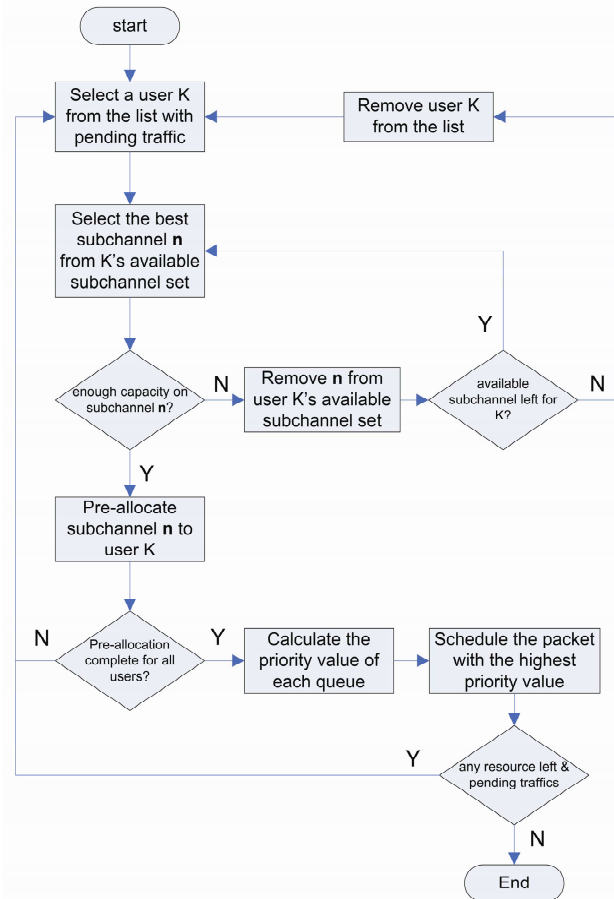 start
Select a user K
from the list with
pending traffic
Remove user K
from the list
Select the best
subchannel n
from K's available
subchannel set
Y
enough capacity on
subchannel n?
N
Remove n from
user K's available
subchannel set
available
subchannel left for
K?
N
Y
Pre-allocate
subchannel n to
user K
N
Pre-allocation
complete for all
users?
Y
Calculate the
priority value of
each queue
Schedule the packet
with the highest
priority value
Y
any resource left &
pending traffics
N
End